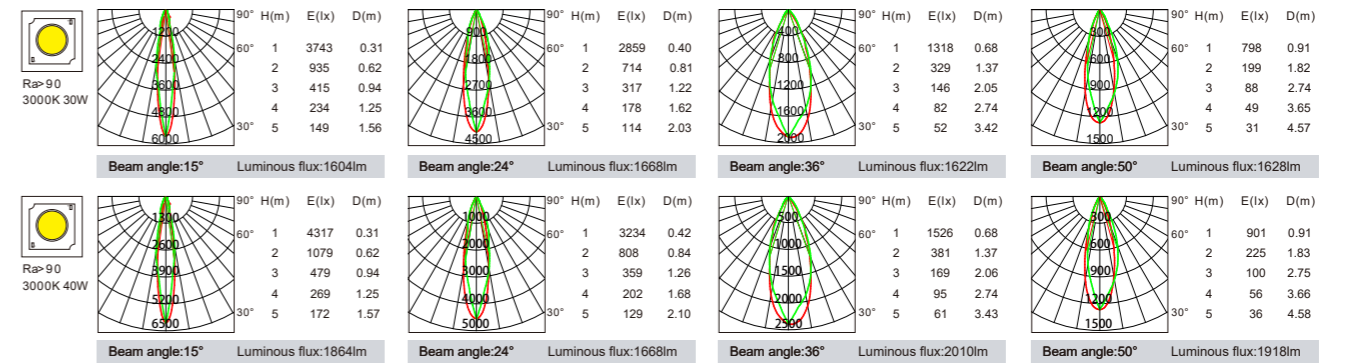 90° H(m) E(lx) D(m)
1200
60° 1 3743 0.31
2400
2 935 0.62
3600
3 415 0.94
4800
4 234 1.25
30° 5 149 1.56
6000
Ra>90
3000K 30W
Beam angle:15° Luminous flux:1604lm
90° H(m) E(lx) D(m)
900
60° 1 2859 0.40
1800
2 714 0.81
2700
3 317 1.22
3600
4 178 1.62
30° 5 114 2.03
4500
Beam angle:24° Luminous flux:1668lm
90° H(m) E(lx) D(m)
400
60° 1 1318 0.68
800
2 329 1.37
1200
3 146 2.05
1600
4 82 2.74
30° 5 52 3.42
2000
Beam angle:36° Luminous flux:1622lm
90° H(m) E(lx) D(m)
300
60° 1 798 0.91
600
2 199 1.82
900
3 88 2.74
1200
4 49 3.65
30° 5 31 4.57
1500
Beam angle:50° Luminous flux:1628lm
90° H(m) E(lx) D(m)
1300
60° 1 4317 0.31
2600
2 1079 0.62
3900
3 479 0.94
5200
4 269 1.25
30° 5 172 1.57
6500
Ra>90
3000K 40W
Beam angle:15° Luminous flux:1864lm
90° H(m) E(lx) D(m)
1000
60° 1 3234 0.42
2000
2 808 0.84
3000
3 359 1.26
4000
4 202 1.68
30° 5 129 2.10
5000
Beam angle:24° Luminous flux:1668lm
90° H(m) E(lx) D(m)
500
60° 1 1526 0.68
1000
2 381 1.37
1500
3 169 2.06
2000
4 95 2.74
30° 5 61 3.43
2500
Beam angle:36° Luminous flux:2010lm
90° H(m) E(lx) D(m)
300
60° 1 901 0.91
600
2 225 1.83
900
3 100 2.75
1200
4 56 3.66
30° 5 36 4.58
1500
Beam angle:50° Luminous flux:1918lm